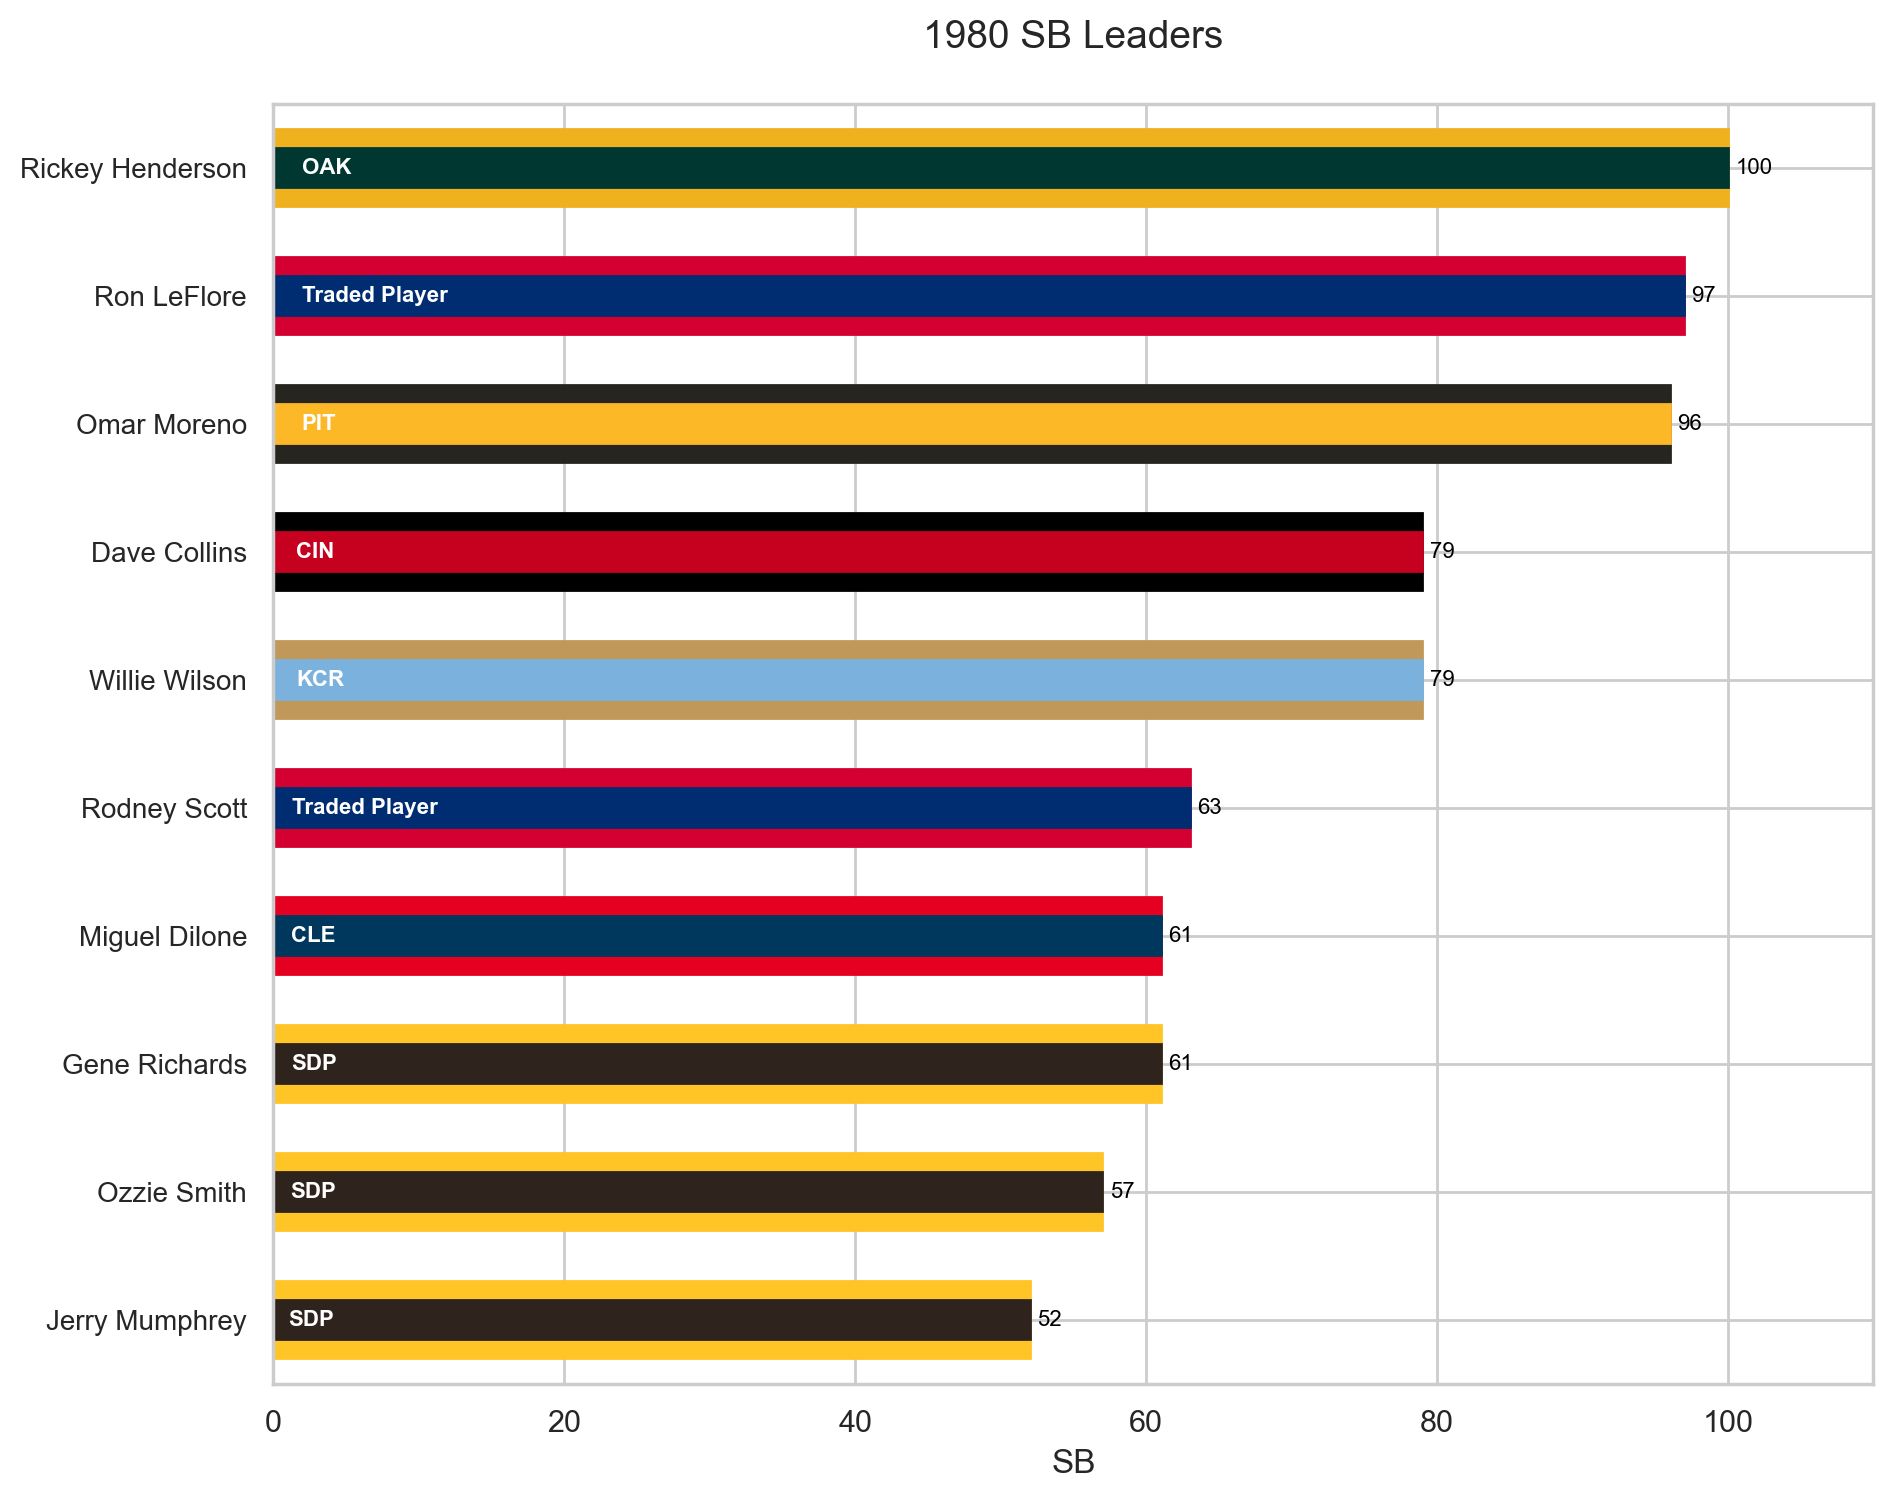 1980 SB Leaders
Rickey Henderson OAK 100
Ron LeFlore Traded Player 97
Omar Moreno PIT 96
Dave Collins CIN 79
Willie Wilson KCR 79
Rodney Scott Traded Player 63
Miguel Dilone CLE 61
Gene Richards SDP 61
Ozzie Smith SDP 57
Jerry Mumphrey SDP 52
0 20 40 60 80 100
SB